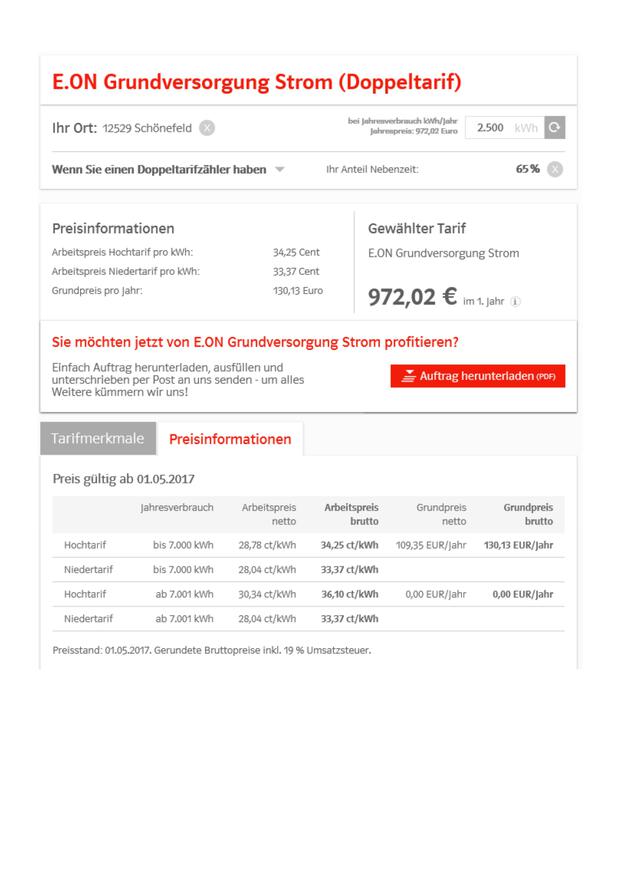 E.ON Grundversorgung Strom (Doppeltarif)
Ihr Ort: 12529 Schönefeld X
bei Jahresverbrauch kWh/Jahr
Jahrespreis: 972,02 Euro
2.500 kWh
Wenn Sie einen Doppeltarifzähler haben
Ihr Anteil Nebenzeit: 65% X
Preisinformationen
Arbeitspreis Hochtarif pro kWh: 34,25 Cent
Arbeitspreis Niedertarif pro kWh: 33,37 Cent
Grundpreis pro Jahr: 130,13 Euro
Gewählter Tarif
E.ON Grundversorgung Strom
972,02 € im 1. Jahr i
Sie möchten jetzt von E.ON Grundversorgung Strom profitieren?
Einfach Auftrag herunterladen, ausfüllen und
unterschrieben per Post an uns senden - um alles
Weitere kümmern wir uns!
Auftrag herunterladen (PDF)
Tarifmerkmale Preisinformationen
Preis gültig ab 01.05.2017
Jahresverbrauch Arbeitspreis Arbeitspreis Grundpreis Grundpreis
netto brutto netto brutto
Hochtarif bis 7.000 kWh 28,78 ct/kWh 34,25 ct/kWh 109,35 EUR/Jahr 130,13 EUR/Jahr
Niedertarif bis 7.000 kWh 28,04 ct/kWh 33,37 ct/kWh
Hochtarif ab 7.001 kWh 30,34 ct/kWh 36,10 ct/kWh 0,00 EUR/Jahr 0,00 EUR/Jahr
Niedertarif ab 7.001 kWh 28,04 ct/kWh 33,37 ct/kWh
Preisstand: 01.05.2017. Gerundete Bruttopreise inkl. 19 % Umsatzsteuer.